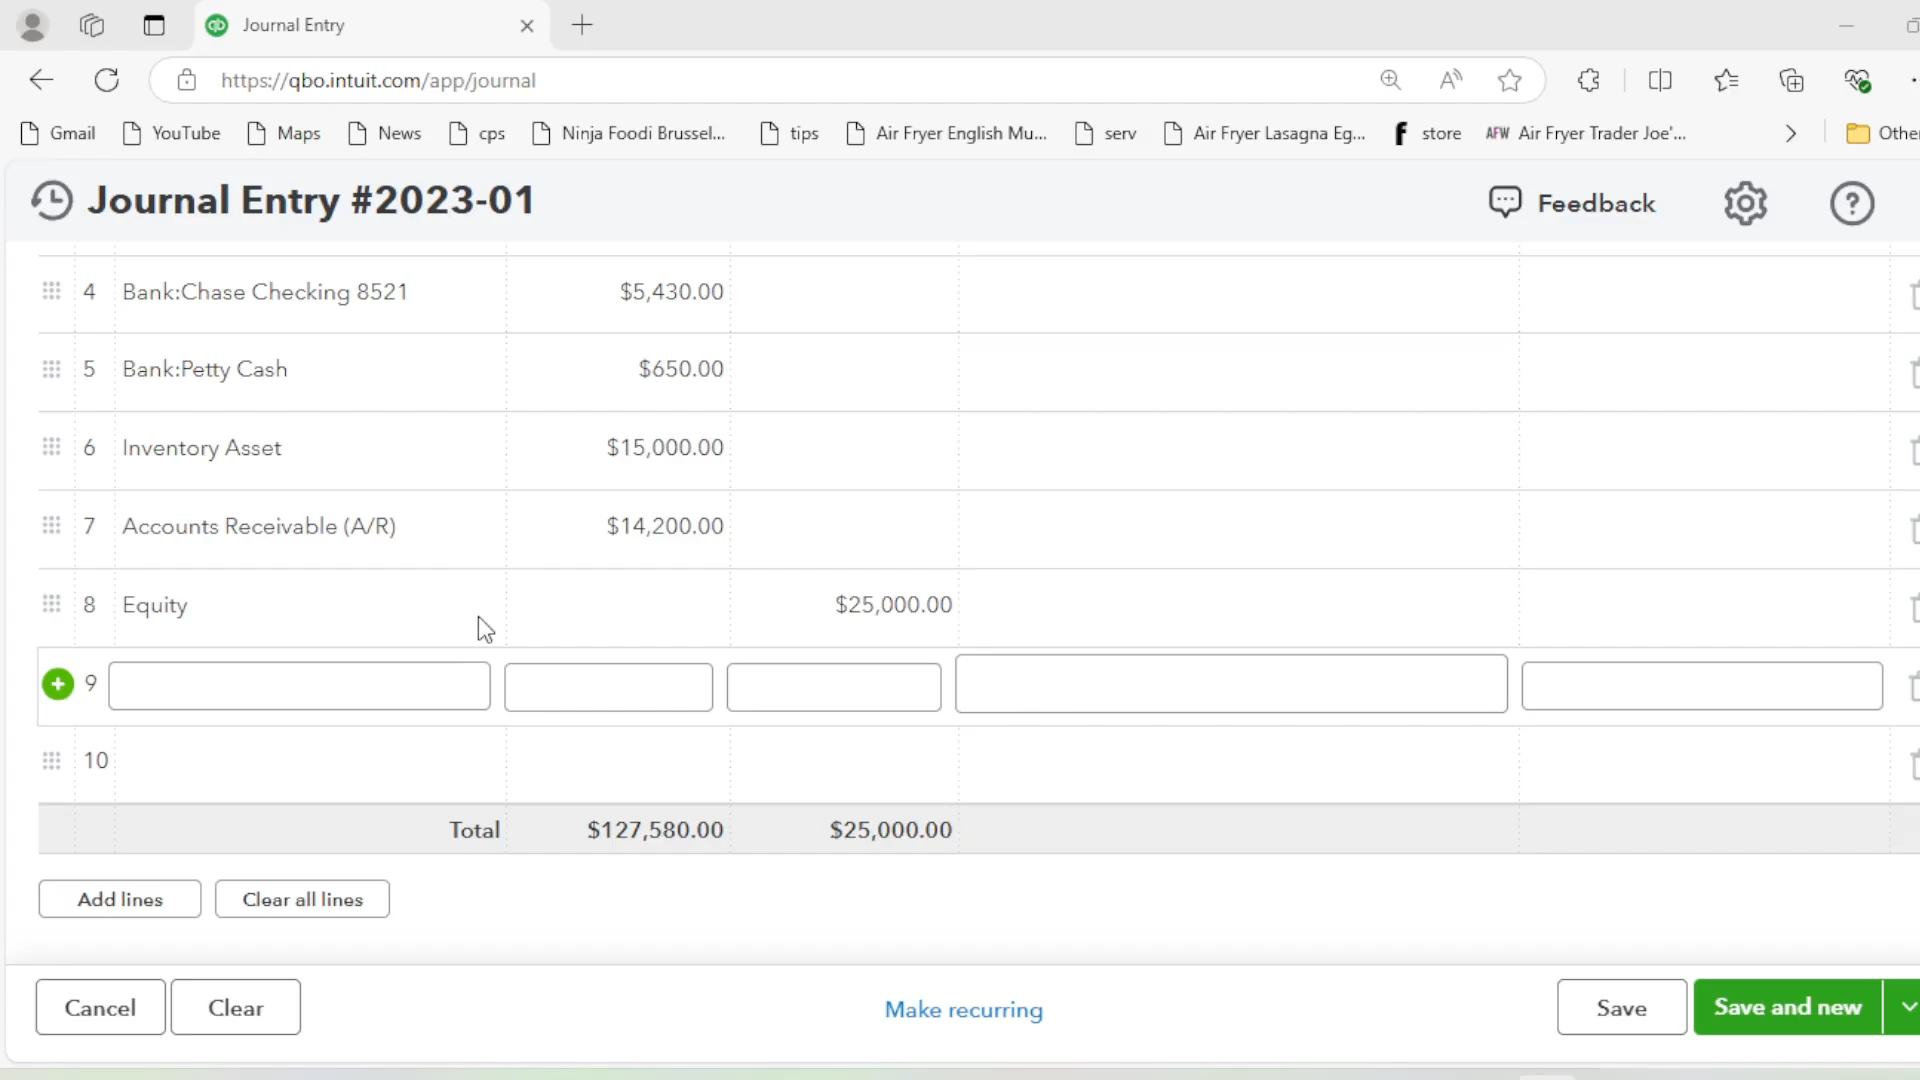 Journal Entry
https://qbo.intuit.com/app/journal
Gmail YouTube Maps News cps Ninja Foodi Brussel... tips Air Fryer English Mu... serv Air Fryer Lasagna Eg... f store AFW Air Fryer Trader Joe'... Other
Journal Entry #2023-01 Feedback
4 Bank:Chase Checking 8521 $5,430.00
5 Bank:Petty Cash $650.00
6 Inventory Asset $15,000.00
7 Accounts Receivable (A/R) $14,200.00
8 Equity $25,000.00
9
10
Total $127,580.00 $25,000.00
Add lines Clear all lines
Cancel Clear Make recurring Save Save and new